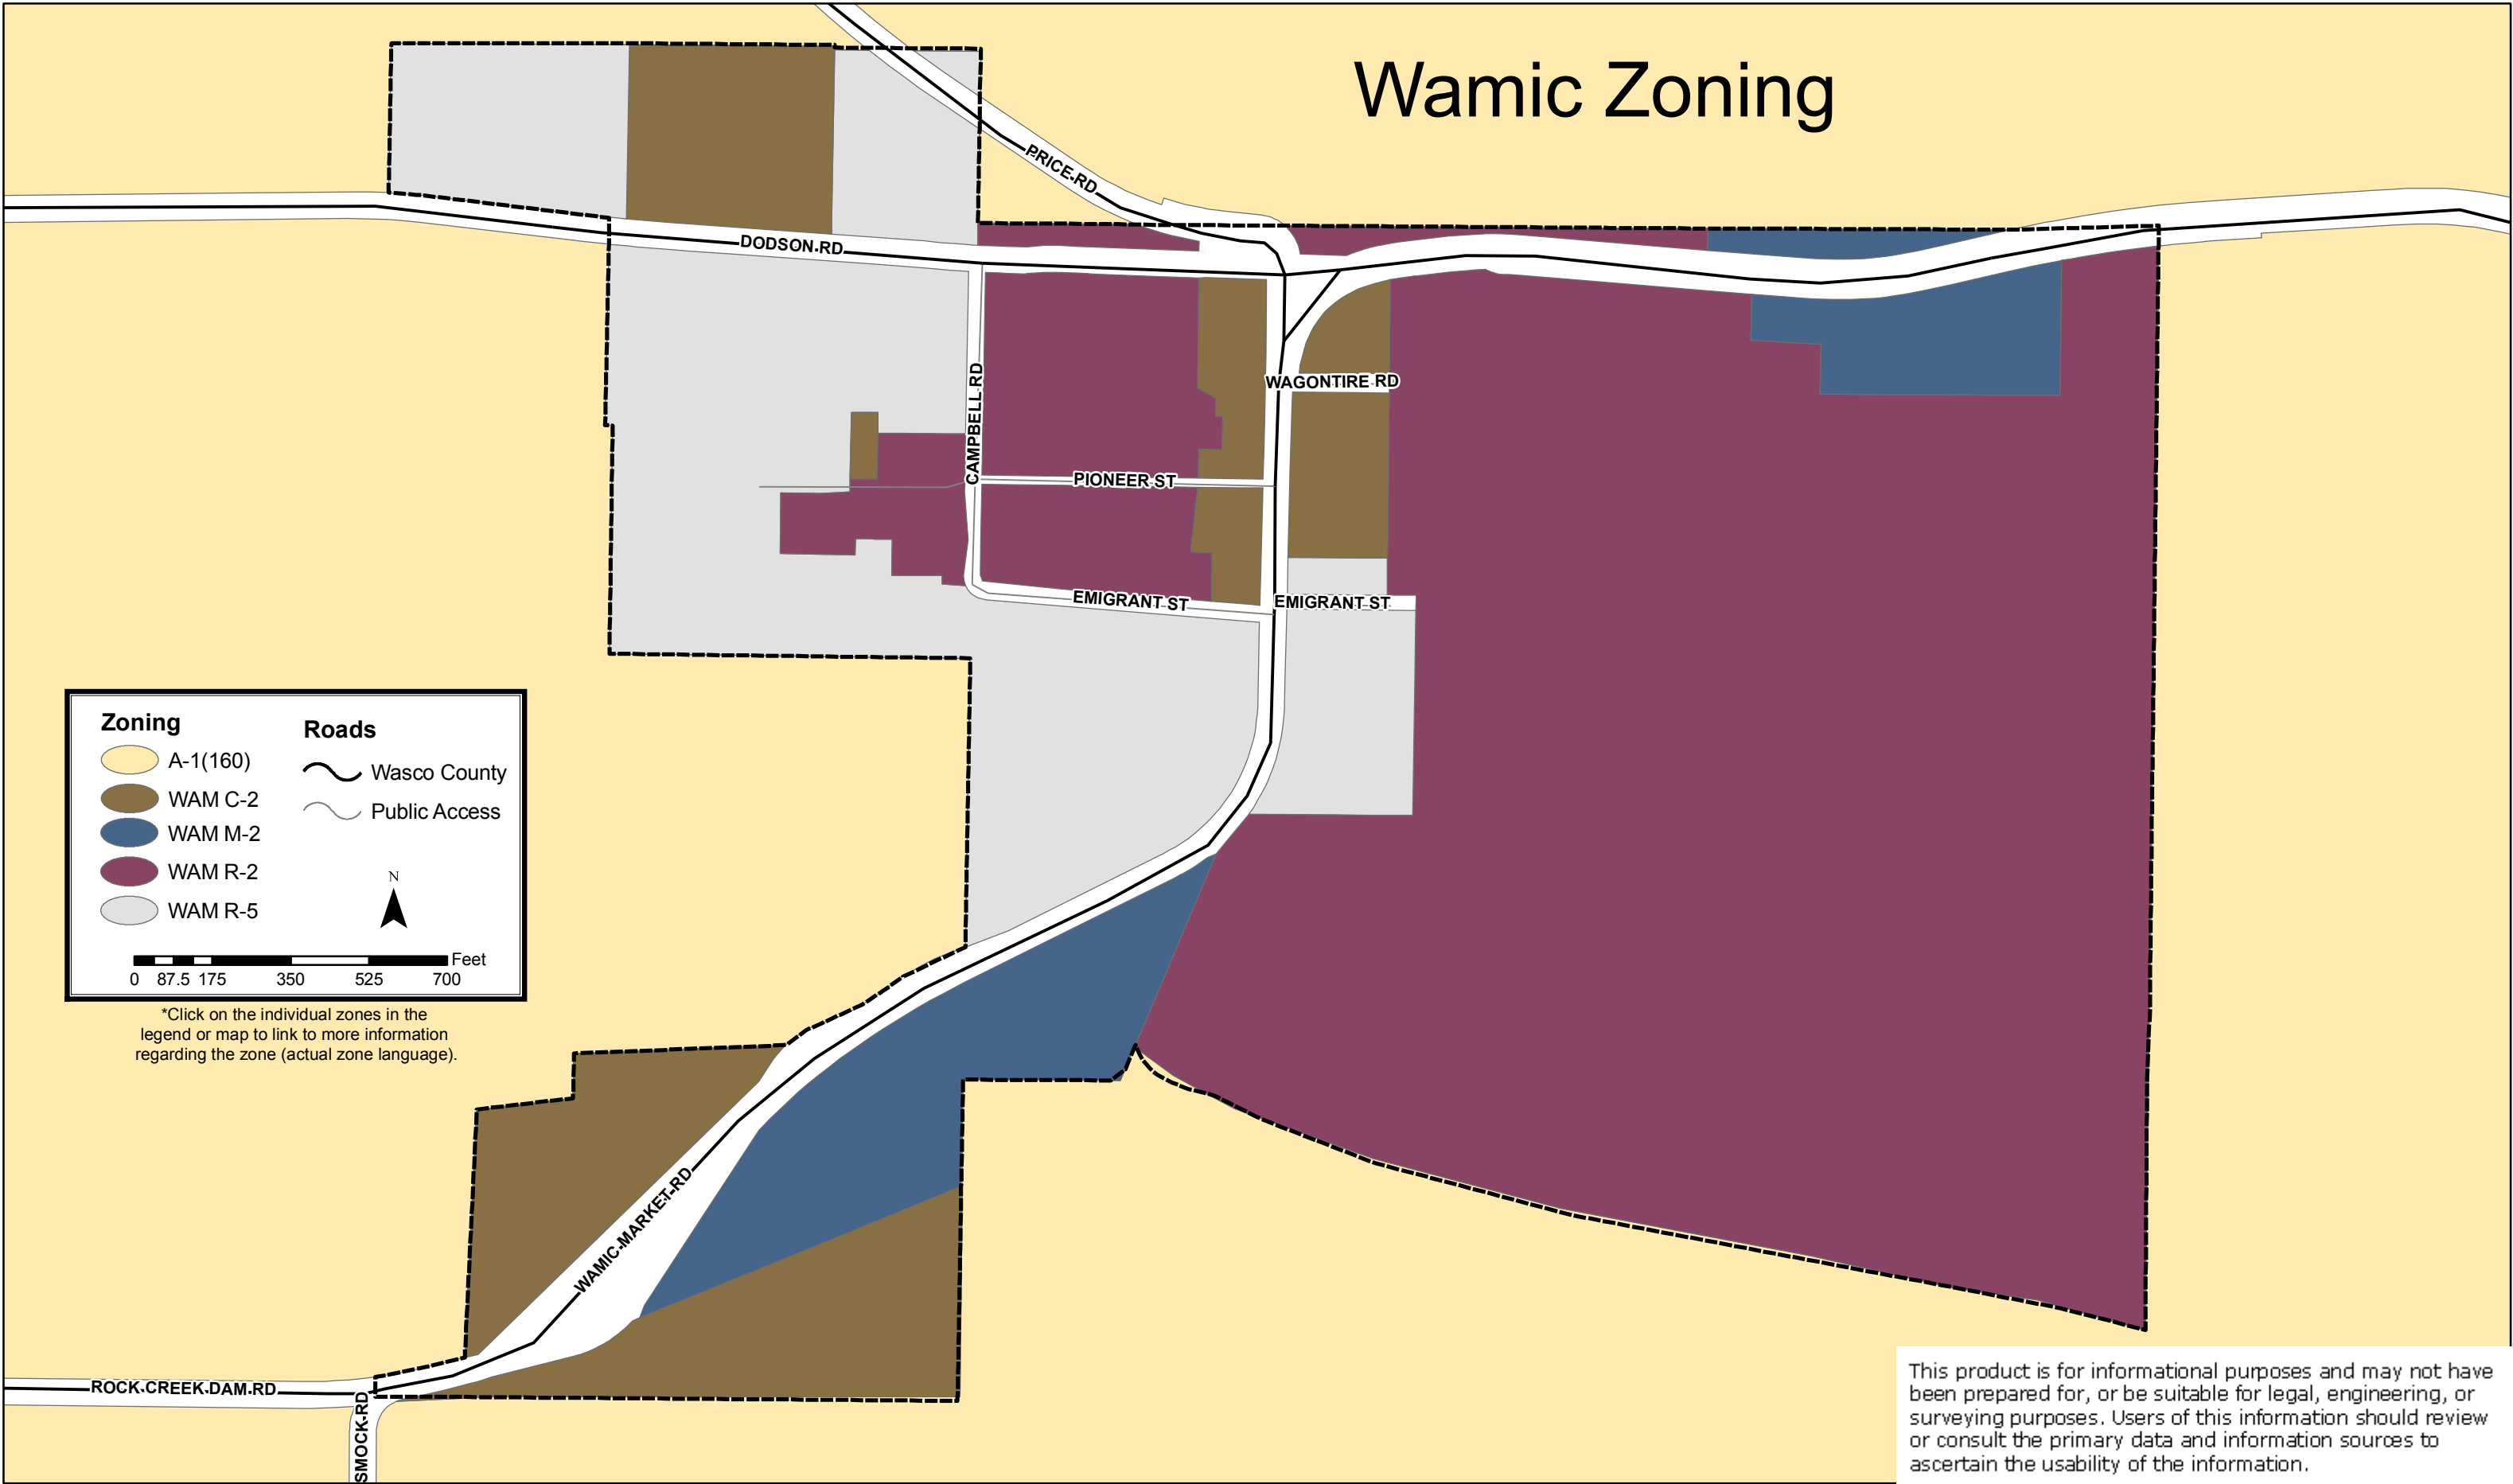 Wamic Zoning
PRICE RD
DODSON RD
CAMPBELL RD
WAGONTIRE RD
PIONEER ST
EMIGRANT ST
EMIGRANT ST
Zoning
A-1(160)
WAM C-2
WAM M-2
WAM R-2
WAM R-5
Roads
Wasco County
Public Access
N
Feet
0 87.5 175 350 525 700
*Click on the individual zones in the
legend or map to link to more information
regarding the zone (actual zone language).
WAMIC MARKET RD
ROCK CREEK DAM RD
SMOCK RD
This product is for informational purposes and may not have
been prepared for, or be suitable for legal, engineering, or
surveying purposes. Users of this information should review
or consult the primary data and information sources to
ascertain the usability of the information.